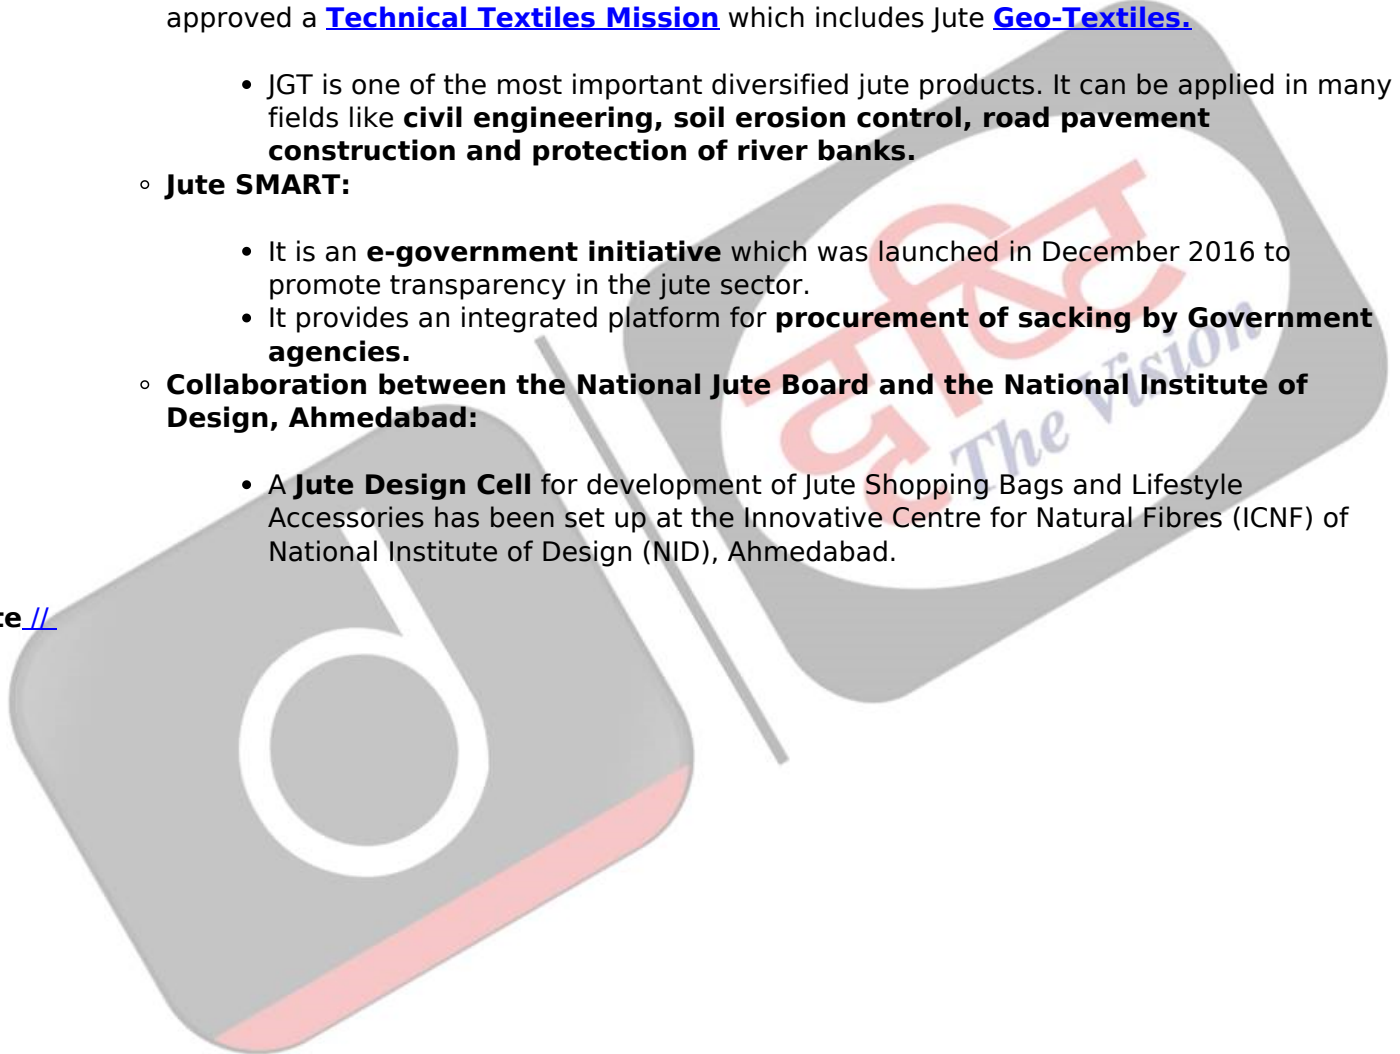 approved a Technical Textiles Mission which includes Jute Geo-Textiles.
• JGT is one of the most important diversified jute products. It can be applied in many
fields like civil engineering, soil erosion control, road pavement
construction and protection of river banks.
◦ Jute SMART:
• It is an e-government initiative which was launched in December 2016 to
promote transparency in the jute sector.
• It provides an integrated platform for procurement of sacking by Government
agencies.
◦ Collaboration between the National Jute Board and the National Institute of
Design, Ahmedabad:
• A Jute Design Cell for development of Jute Shopping Bags and Lifestyle
Accessories has been set up at the Innovative Centre for Natural Fibres (ICNF) of
National Institute of Design (NID), Ahmedabad.
te //
d
दृष्टि
The Vision